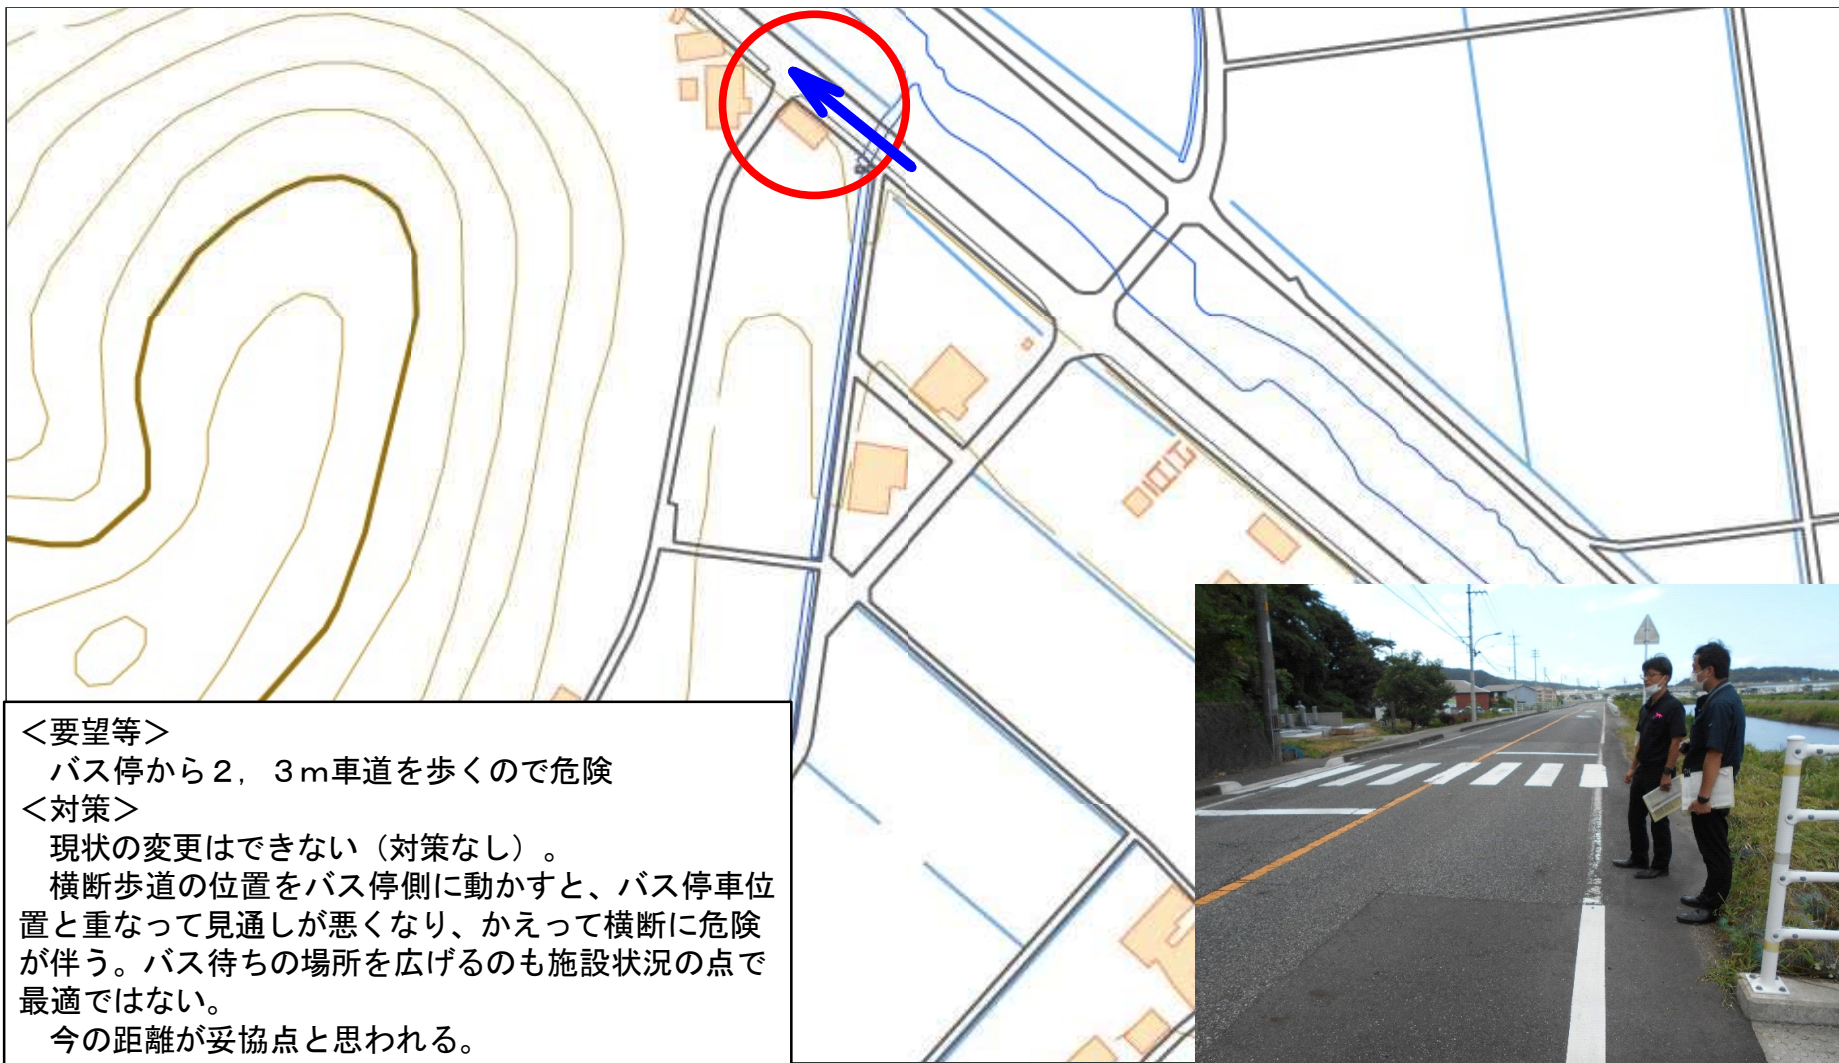 ＜要望等＞
バス停から２，３ｍ車道を歩くので危険
＜対策＞
現状の変更はできない（対策なし）。
横断歩道の位置をバス停側に動かすと、バス停車位
置と重なって見通しが悪くなり、かえって横断に危険
が伴う。バス待ちの場所を広げるのも施設状況の点で
最適ではない。
今の距離が妥協点と思われる。